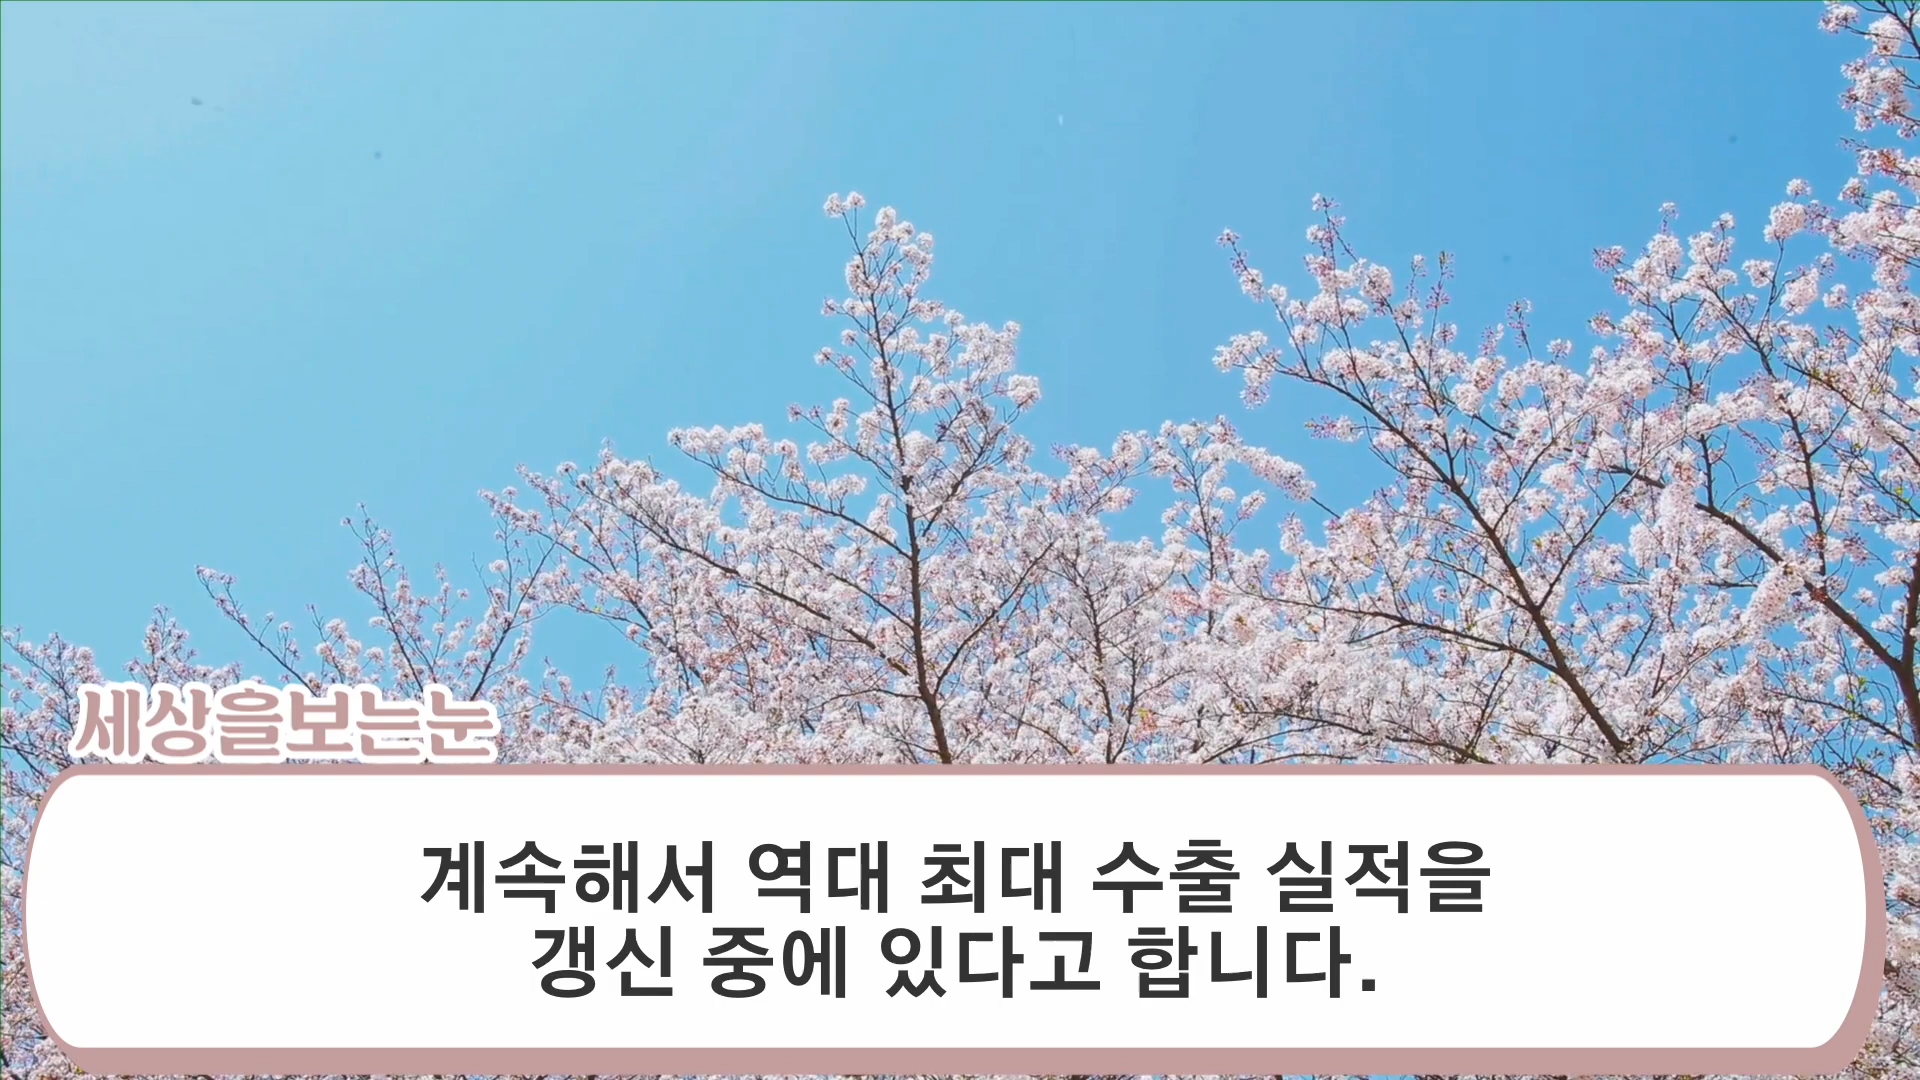 세상을보는눈
계속해서 역대 최대 수출 실적을
갱신 중에 있다고 합니다.